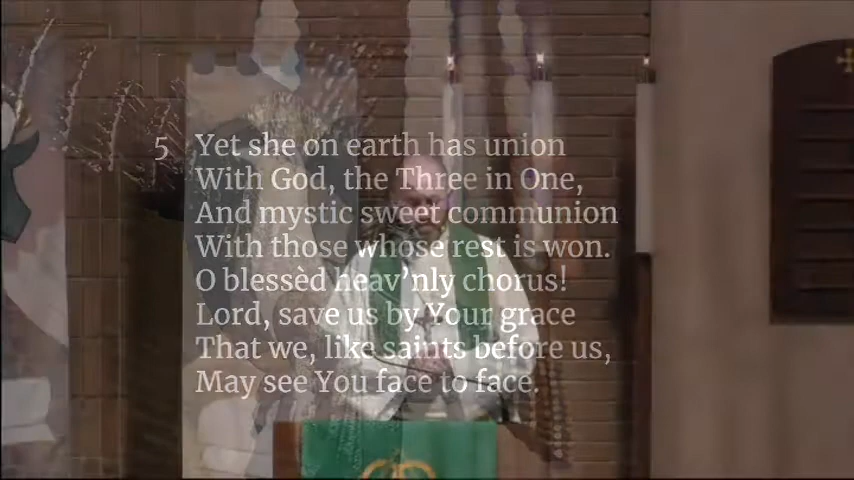 5 Yet she on earth has union
With God, the Three in One,
And mystic sweet communion
With those whose rest is won.
O blessèd heav’nly chorus!
Lord, save us by Your grace
That we, like saints before us,
May see You face to face.